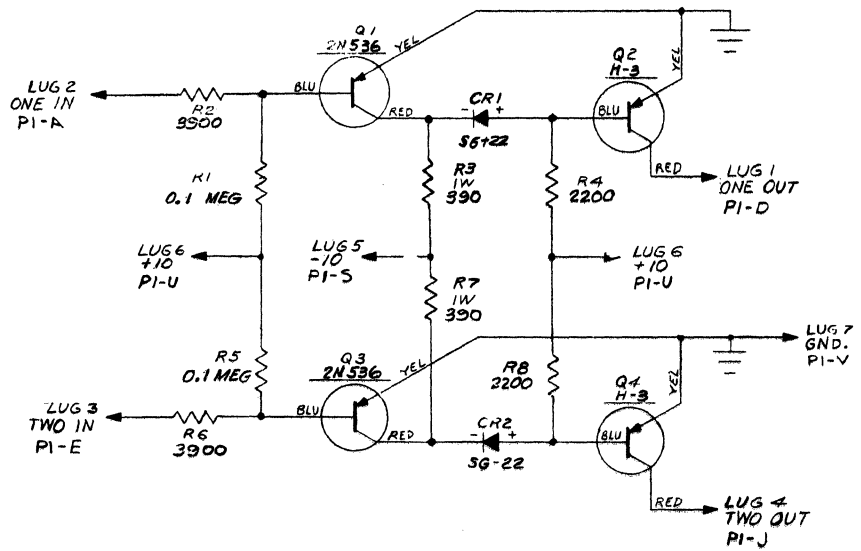 Q1
2N536
YEL
Q2
H-3
YEL
LUG 2
ONE IN
P1-A
BLU
R2
3900
RED
- CR1 +
SG+22
BLU
R1
0.1 MEG
R3
1W
390
R4
2200
RED
LUG 1
ONE OUT
P1-D
LUG 6
+10
P1-U
LUG 5
-10
P1-S
LUG 6
+10
P1-U
R7
1W
390
LUG 7
GND.
P1-V
R5
0.1 MEG
Q3
2N536
YEL
R8
2200
Q4
H-3
YEL
LUG 3
TWO IN
P1-E
BLU
R6
3900
RED
- CR2 +
SG-22
BLU
RED
LUG 4
TWO OUT
P1-J